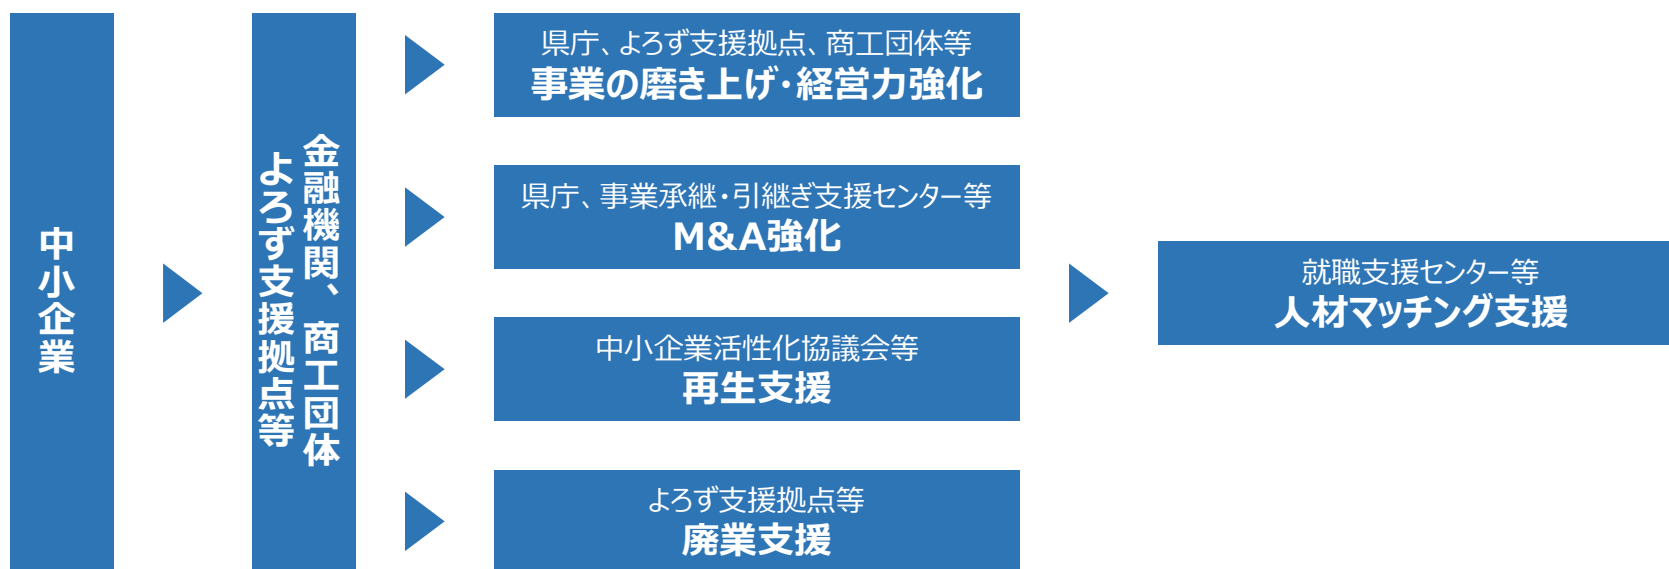 中小企業
金融機関、商工団体
よろず支援拠点等
県庁、よろず支援拠点、商工団体等
事業の磨き上げ・経営力強化
県庁、事業承継・引継ぎ支援センター等
M&A強化
中小企業活性化協議会等
再生支援
よろず支援拠点等
廃業支援
就職支援センター等
人材マッチング支援